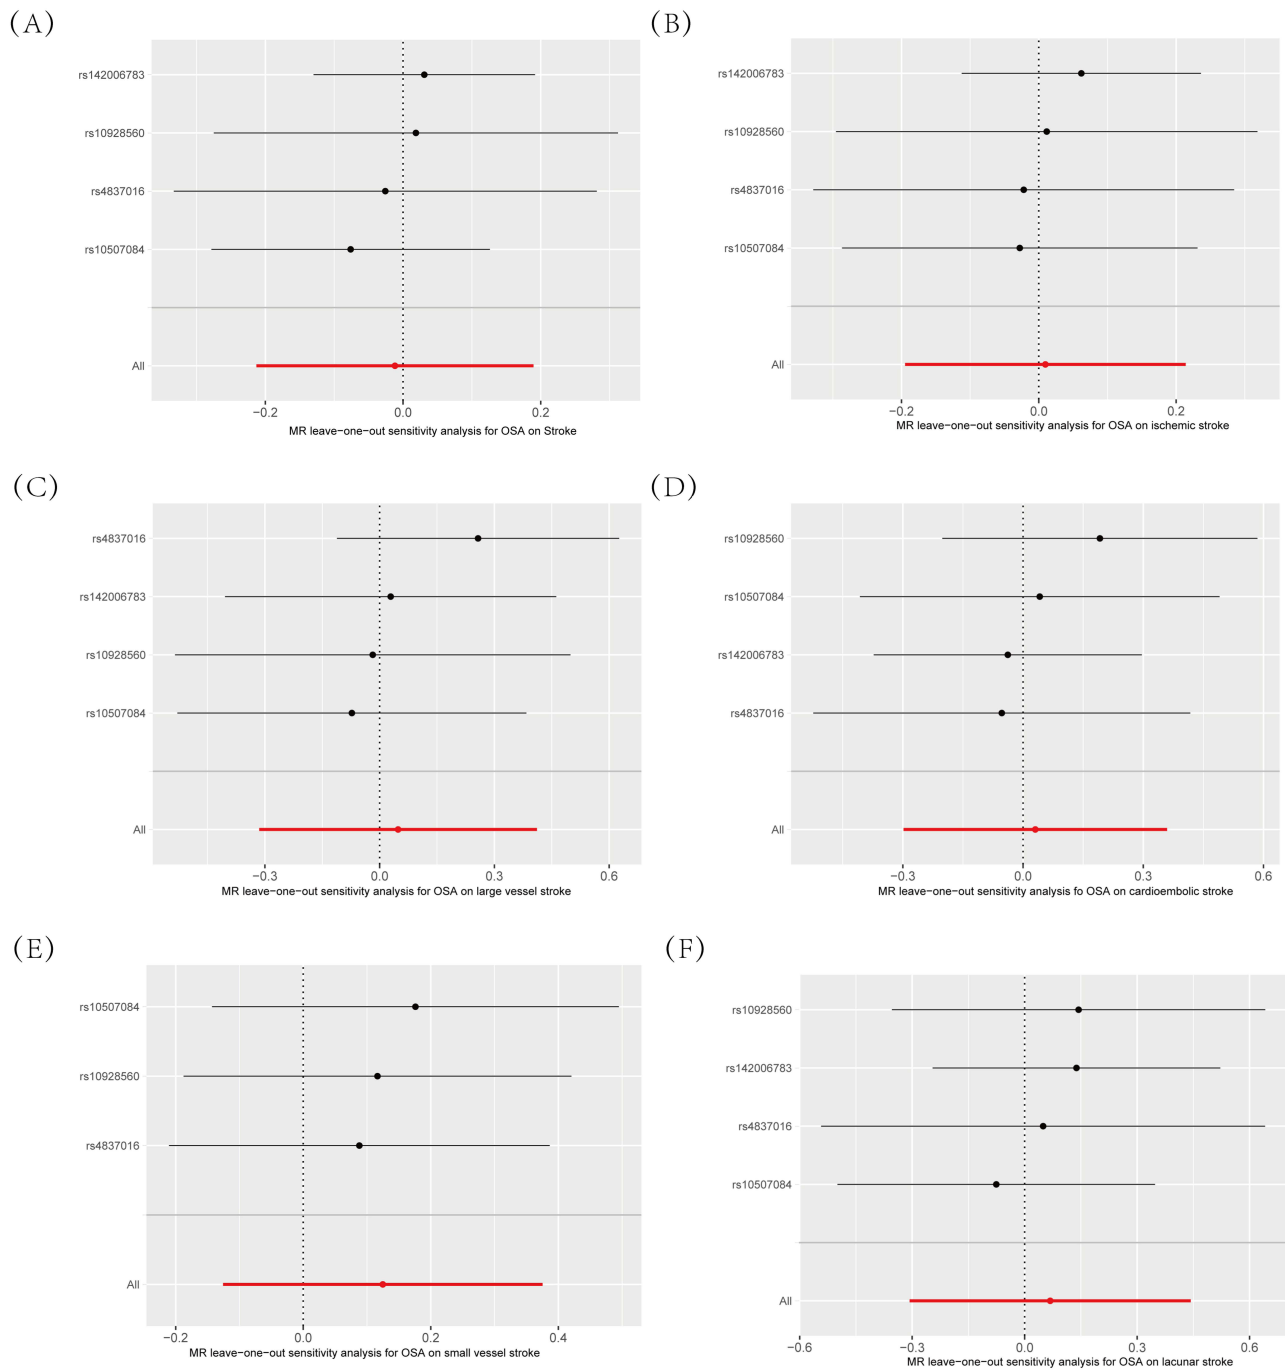 (A)
rs142006783
rs10928560
rs4837016
rs10507084
All
−0.2 0.0 0.2
MR leave−one−out sensitivity analysis for OSA on Stroke
(B)
rs142006783
rs10928560
rs4837016
rs10507084
All
−0.2 0.0 0.2
MR leave−one−out sensitivity analysis for OSA on ischemic stroke
(C)
rs4837016
rs142006783
rs10928560
rs10507084
All
−0.3 0.0 0.3 0.6
MR leave−one−out sensitivity analysis for OSA on large vessel stroke
(D)
rs10928560
rs10507084
rs142006783
rs4837016
All
−0.3 0.0 0.3 0.6
MR leave−one−out sensitivity analysis fo OSA on cardioembolic stroke
(E)
rs10507084
rs10928560
rs4837016
All
−0.2 0.0 0.2 0.4
MR leave−one−out sensitivity analysis for OSA on small vessel stroke
(F)
rs10928560
rs142006783
rs4837016
rs10507084
All
−0.6 −0.3 0.0 0.3 0.6
MR leave−one−out sensitivity analysis for OSA on lacunar stroke